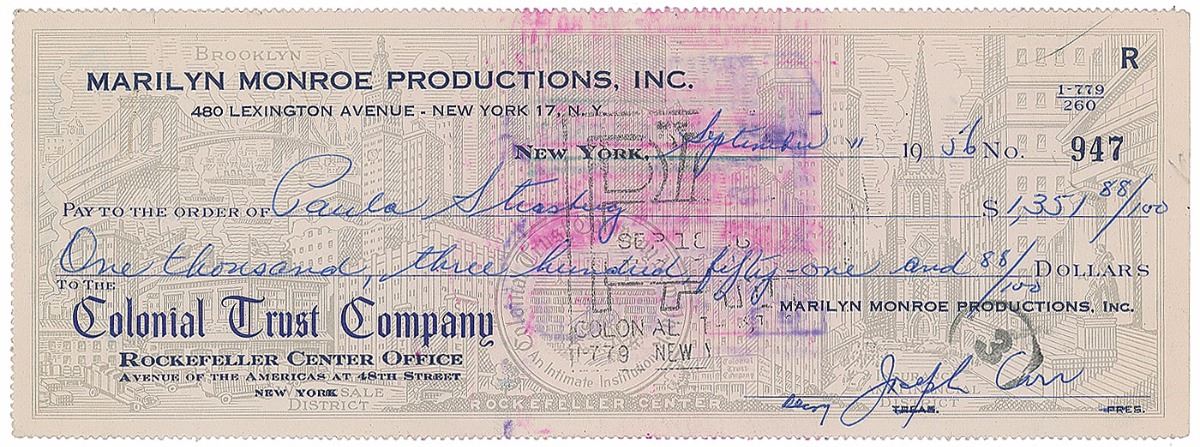 BROOKLYN
R
MARILYN MONROE PRODUCTIONS, INC.
480 LEXINGTON AVENUE - NEW YORK 17, N.Y.
1-779
260
NEW YORK, September 11 1956 No. 947
PAY TO THE ORDER OF Paula Strasberg $1,351 88/100
SEP 18
One thousand, three hundred fifty-one and 88/100 DOLLARS
TO THE
Colonial Trust Company
MARILYN MONROE PRODUCTIONS, INC.
COLONIAL
1-779 NEW
An Intimate Institution
3
ROCKEFELLER CENTER OFFICE
AVENUE OF THE AMERICAS AT 48TH STREET
NEW YORK
DISTRICT
ROCKEFELLER CENTER
Joseph Carr
TREAS. PRES.